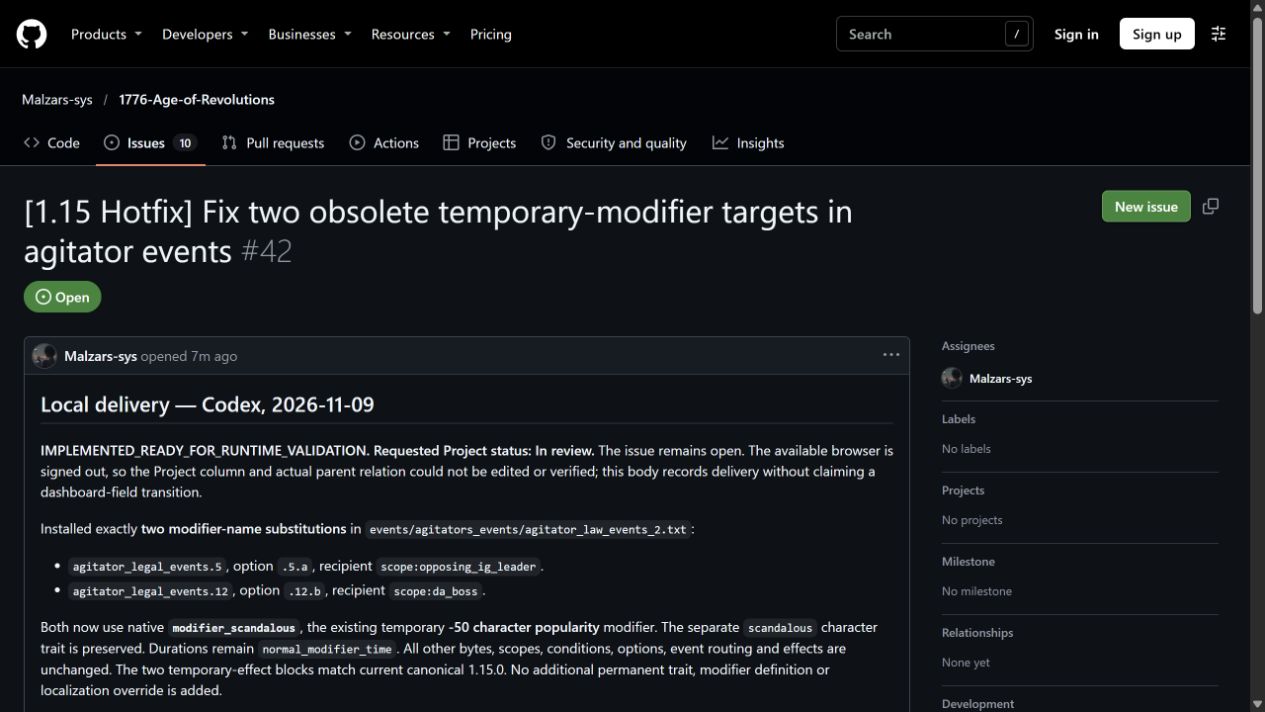 Products Developers Businesses Resources Pricing Search / Sign in Sign up
Malzars-sys / 1776-Age-of-Revolutions
Code Issues 10 Pull requests Actions Projects Security and quality Insights
[1.15 Hotfix] Fix two obsolete temporary-modifier targets in
agitator events #42
New issue
Open
Malzars-sys opened 7m ago
Local delivery — Codex, 2026-11-09
IMPLEMENTED_READY_FOR_RUNTIME_VALIDATION. Requested Project status: In review. The issue remains open. The available browser is
signed out, so the Project column and actual parent relation could not be edited or verified; this body records delivery without claiming a
dashboard-field transition.
Installed exactly two modifier-name substitutions in events/agitators_events/agitator_law_events_2.txt:
• agitator_legal_events.5, option .5.a, recipient scope:opposing_ig_leader.
• agitator_legal_events.12, option .12.b, recipient scope:da_boss.
Both now use native modifier_scandalous, the existing temporary -50 character popularity modifier. The separate scandalous character
trait is preserved. Durations remain normal_modifier_time. All other bytes, scopes, conditions, options, event routing and effects are
unchanged. The two temporary-effect blocks match current canonical 1.15.0. No additional permanent trait, modifier definition or
localization override is added.
Assignees
Malzars-sys
Labels
No labels
Projects
No projects
Milestone
No milestone
Relationships
None yet
Development